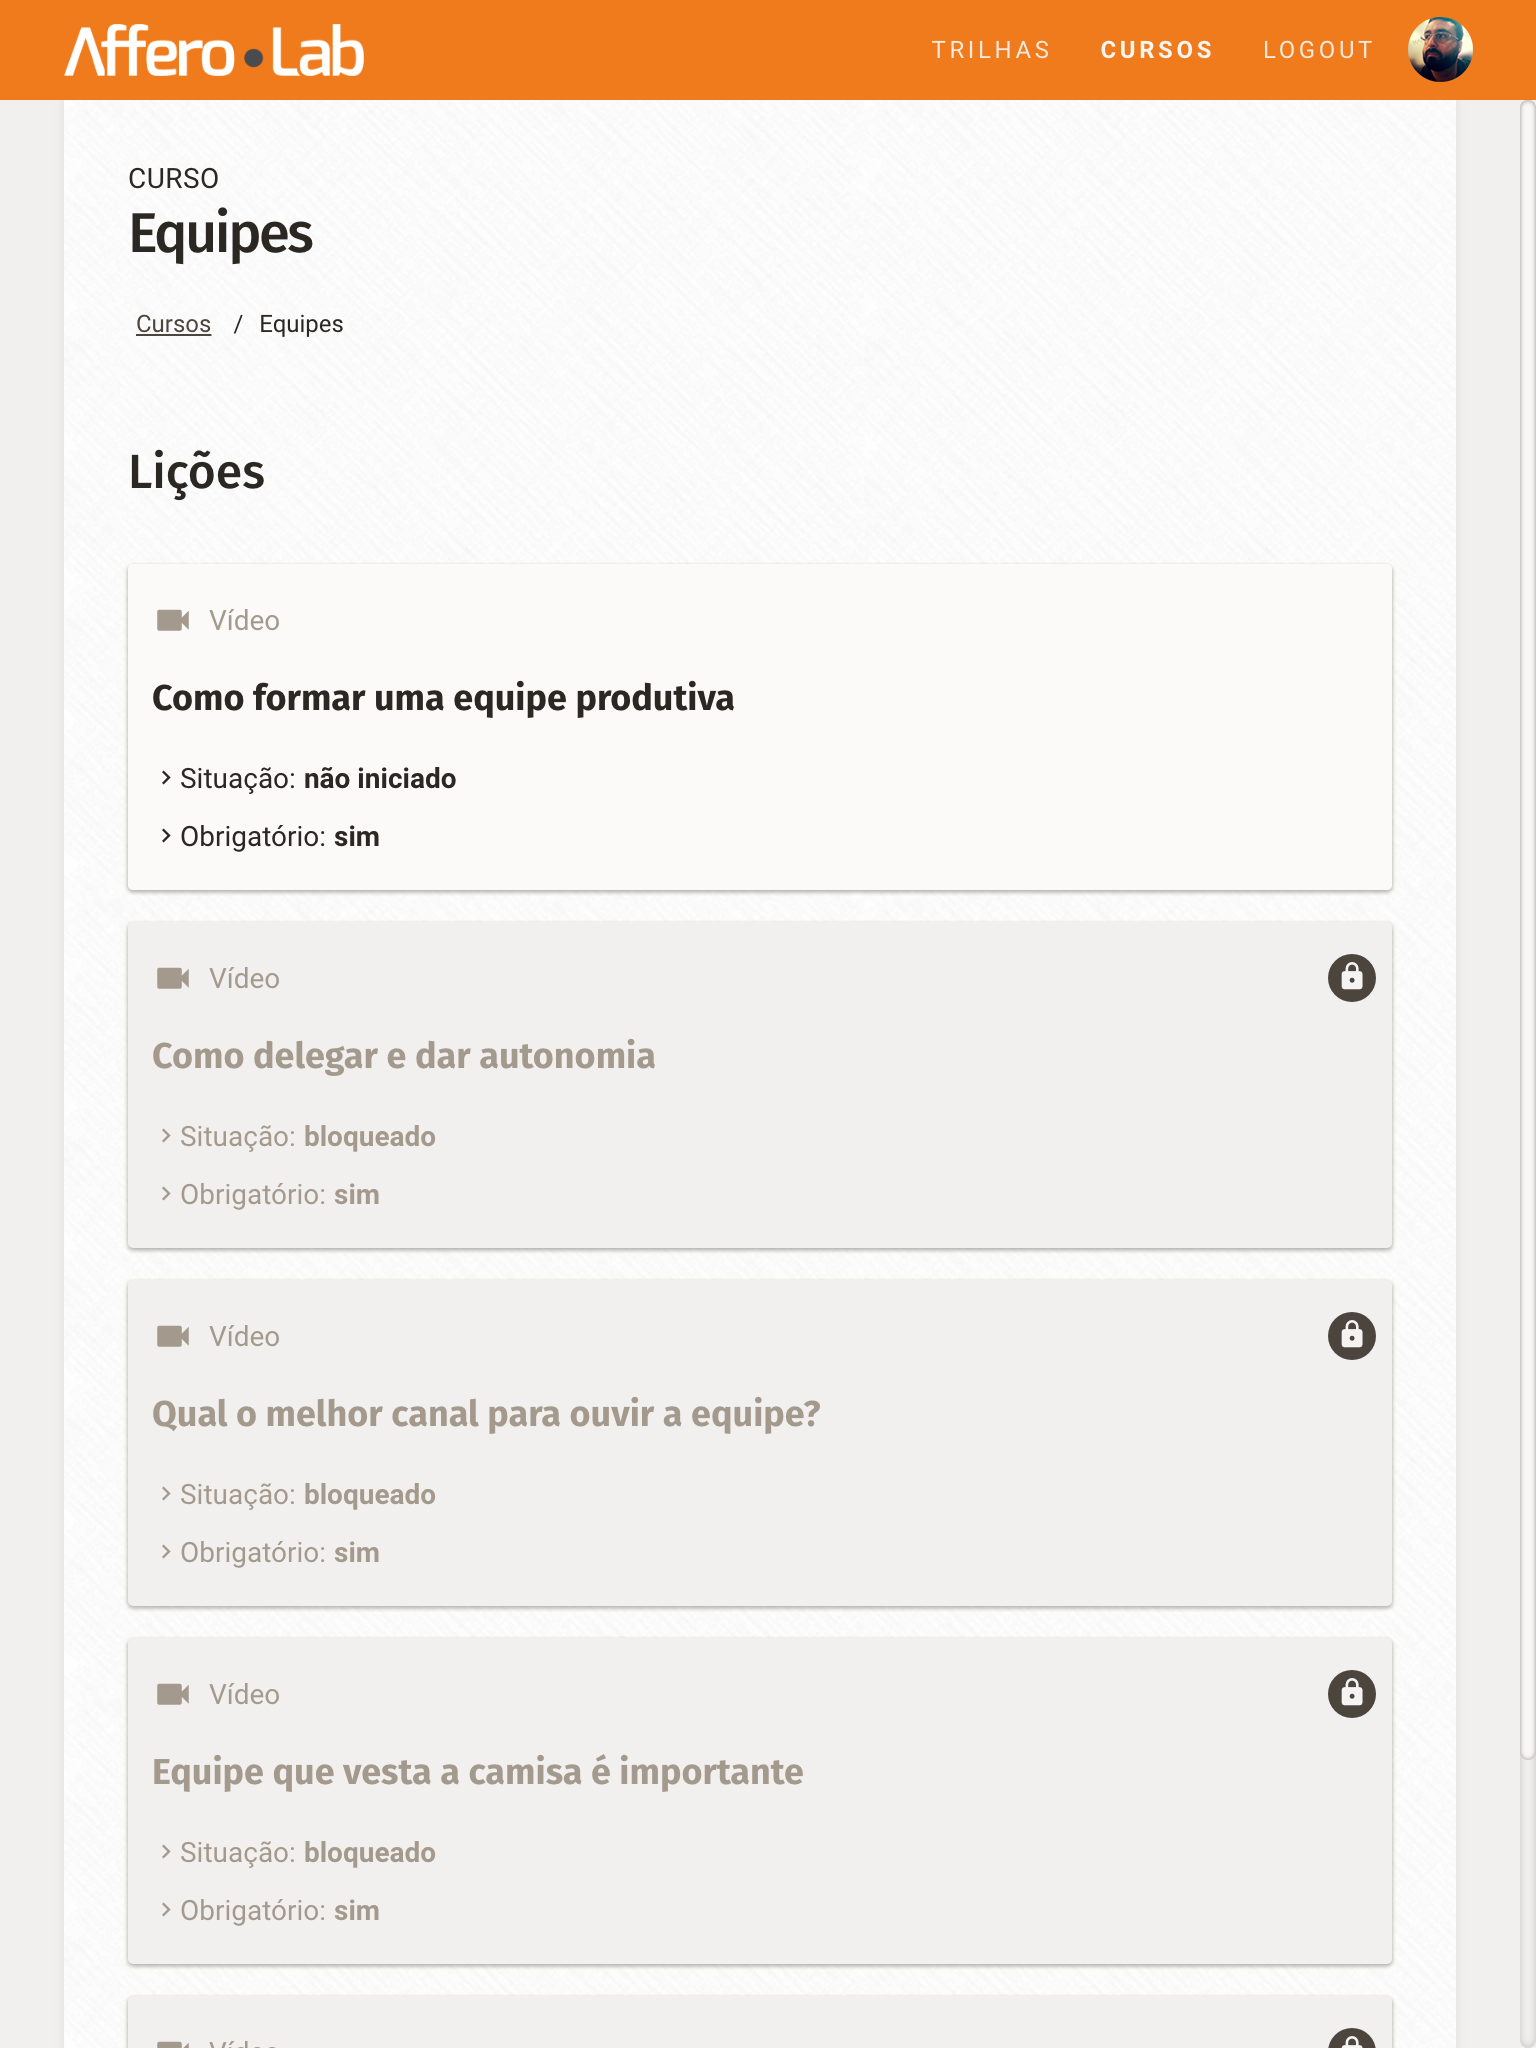 Affero Lab
TRILHAS CURSOS LOGOUT
CURSO
Equipes
Cursos / Equipes
Lições
Vídeo
Como formar uma equipe produtiva
Situação: não iniciado
Obrigatório: sim
Vídeo
Como delegar e dar autonomia
Situação: bloqueado
Obrigatório: sim
Vídeo
Qual o melhor canal para ouvir a equipe?
Situação: bloqueado
Obrigatório: sim
Vídeo
Equipe que vesta a camisa é importante
Situação: bloqueado
Obrigatório: sim
Vídeo